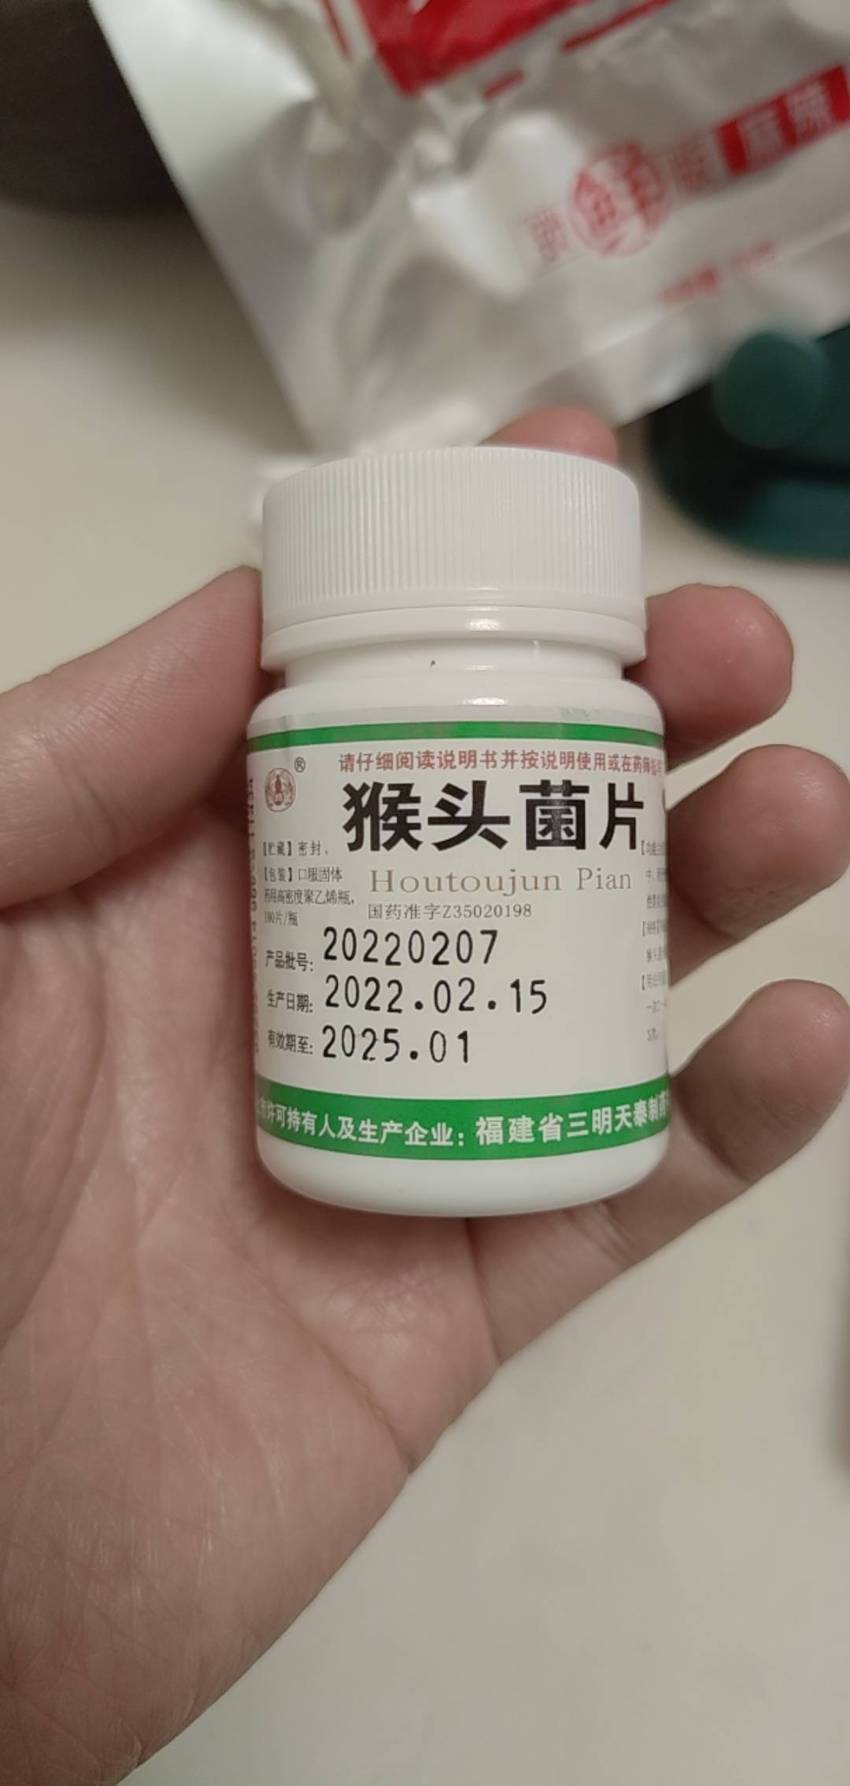 ®
请仔细阅读说明书并按说明使用或在药师
猴头菌片
【贮藏】密封。
【包装】口服固体
药用高密度聚乙烯瓶,
100片/瓶
Houtoujun Pian
国药准字Z35020198
产品批号: 20220207
生产日期: 2022.02.15
有效期至: 2025.01
许可持有人及生产企业: 福建省三明天泰制药